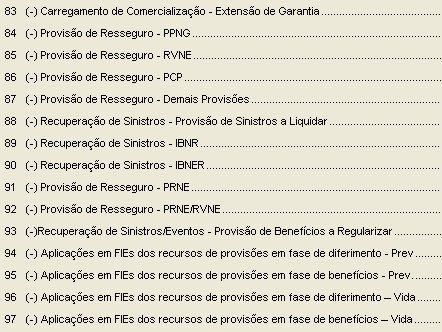 83 (-) Carregamento de Comercialização - Extensão de Garantia
84 (-) Provisão de Resseguro - PPNG
85 (-) Provisão de Resseguro - RVNE
86 (-) Provisão de Resseguro - PCP
87 (-) Provisão de Resseguro - Demais Provisões
88 (-) Recuperação de Sinistros - Provisão de Sinistros a Liquidar
89 (-) Recuperação de Sinistros - IBNR
90 (-) Recuperação de Sinistros - IBNER
91 (-) Provisão de Resseguro - PRNE
92 (-) Provisão de Resseguro - PRNE/RVNE
93 (-)Recuperação de Sinistros/Eventos - Provisão de Benefícios a Regularizar
94 (-) Aplicações em FIEs dos recursos de provisões em fase de diferimento - Prev
95 (-) Aplicações em FIEs dos recursos de provisões em fase de benefícios - Prev
96 (-) Aplicações em FIEs dos recursos de provisões em fase de diferimento – Vida
97 (-) Aplicações em FIEs dos recursos de provisões em fase de benefícios – Vida